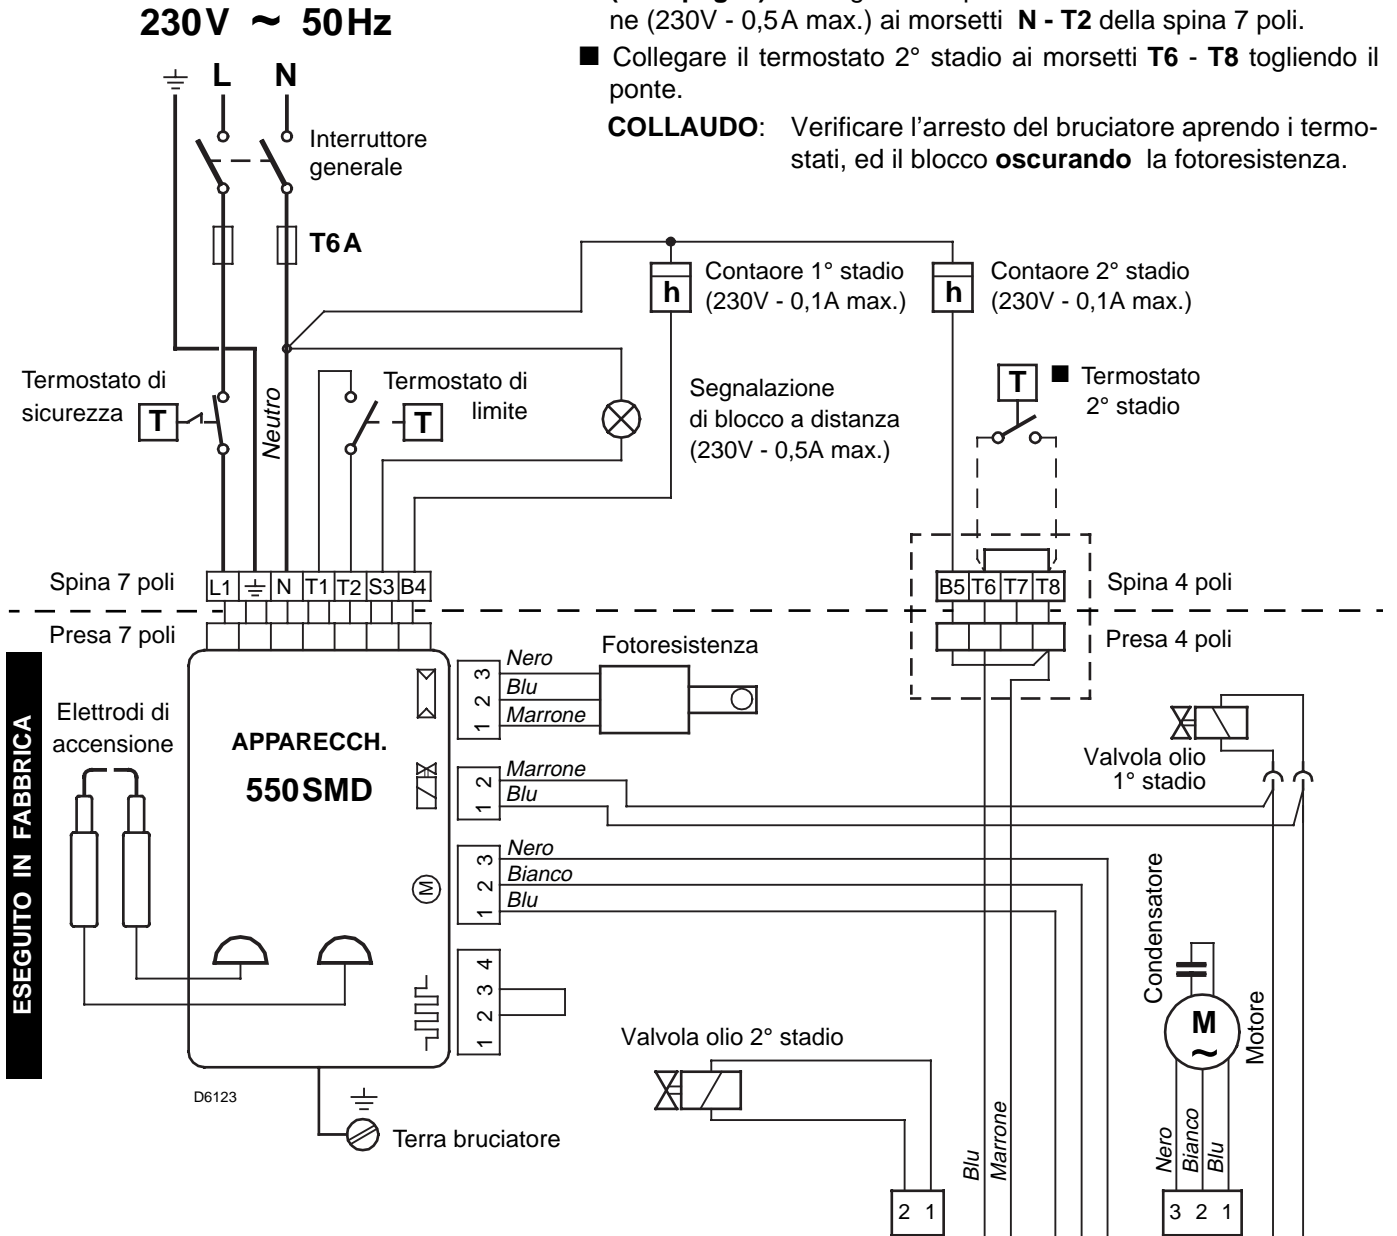 230V ~ 50Hz
ne (230V - 0,5A max.) ai morsetti N - T2 della spina 7 poli.
■ Collegare il termostato 2° stadio ai morsetti T6 - T8 togliendo il
ponte.
COLLAUDO: Verificare l’arresto del bruciatore aprendo i termo-
stati, ed il blocco oscurando la fotoresistenza.
L N
Interruttore
generale
T6A
Contaore 1° stadio
(230V - 0,1A max.)
h
Contaore 2° stadio
(230V - 0,1A max.)
h
Termostato di
sicurezza
T
Neutro
Termostato di
limite
T
Segnalazione
di blocco a distanza
(230V - 0,5A max.)
T
■ Termostato
2° stadio
Spina 7 poli
L1 N T1 T2 S3 B4
B5 T6 T7 T8
Spina 4 poli
Presa 7 poli
Presa 4 poli
ESEGUITO IN FABBRICA
Elettrodi di
accensione
APPARECCH.
550SMD
3
2
1
Nero
Blu
Marrone
Fotoresistenza
2
1
Marrone
Blu
Valvola olio
1° stadio
M
3
2
1
Nero
Bianco
Blu
4
3
2
1
Condensatore
M
~
Motore
Valvola olio 2° stadio
D6123
Terra bruciatore
Blu
Marrone
Nero
Bianco
Blu
2 1
3 2 1